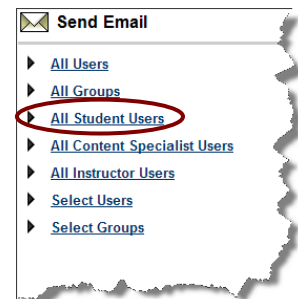 Send Email
All Users
All Groups
All Student Users
All Content Specialist Users
All Instructor Users
Select Users
Select Groups